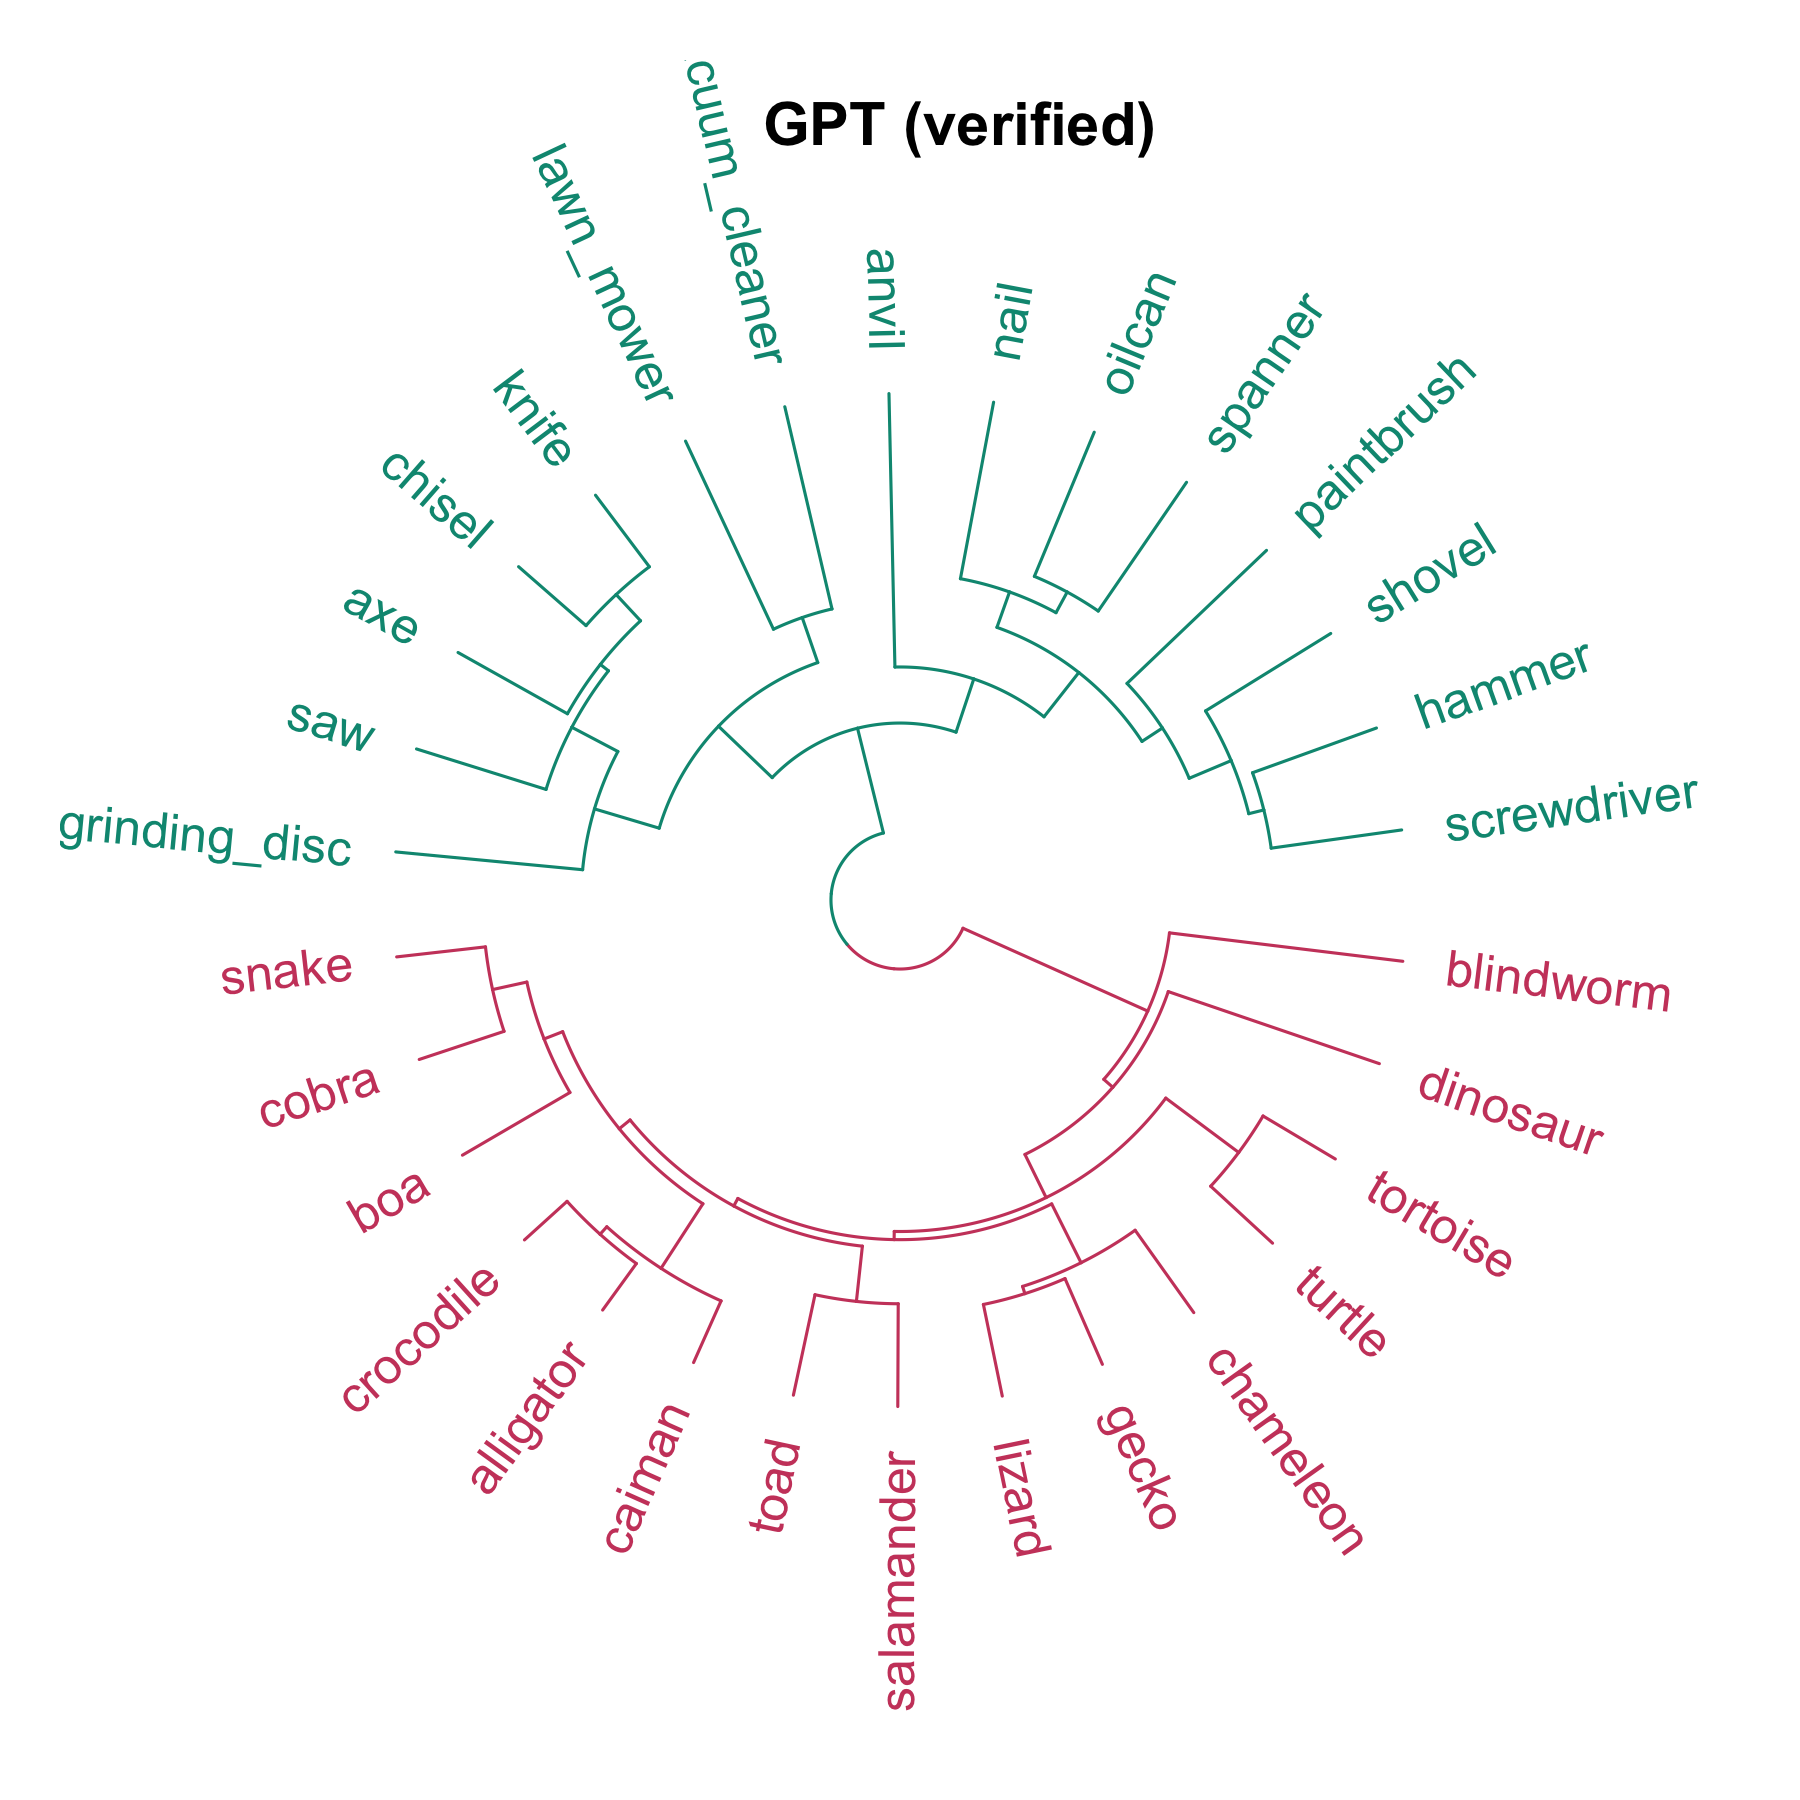 GPT (verified)
cuum_cleaner
anvil
nail
oilcan
spanner
paintbrush
shovel
hammer
screwdriver
blindworm
dinosaur
tortoise
turtle
chameleon
gecko
lizard
salamander
toad
caiman
alligator
crocodile
boa
cobra
snake
grinding_disc
saw
axe
chisel
knife
lawn_mower